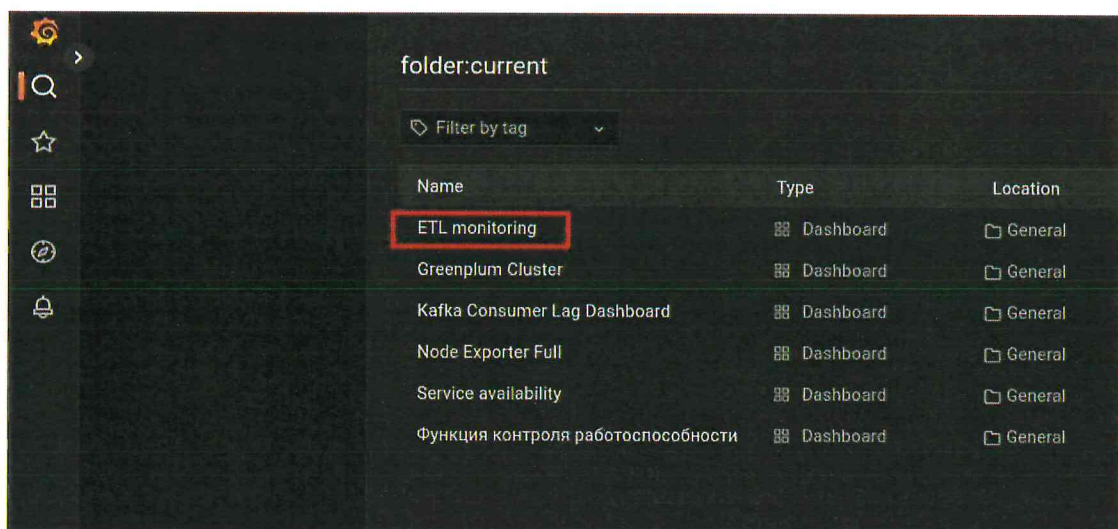 folder:current
Filter by tag
Name Type Location
ETL monitoring Dashboard General
Greenplum Cluster Dashboard General
Kafka Consumer Lag Dashboard Dashboard General
Node Exporter Full Dashboard General
Service availability Dashboard General
Функция контроля работоспособности Dashboard General